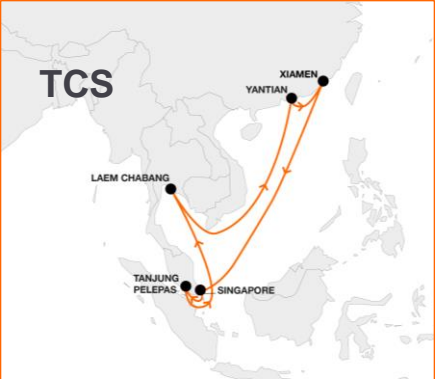 TCS
XIAMEN
YANTIAN
LAEM CHABANG
TANJUNG
PELEPAS
SINGAPORE